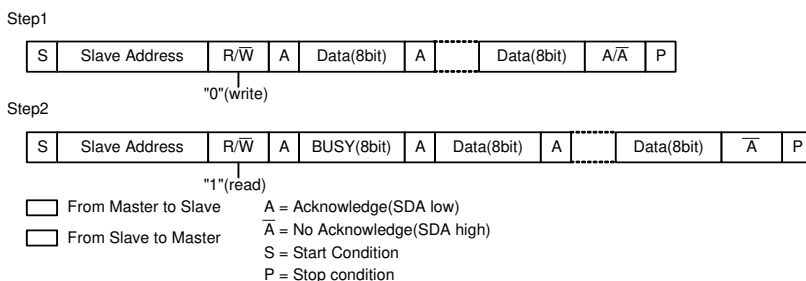 Step1
S Slave Address R/W̅ A Data(8bit) A Data(8bit) A/A̅ P
"0"(write)
Step2
S Slave Address R/W̅ A BUSY(8bit) A Data(8bit) A Data(8bit) A̅ P
"1"(read)
From Master to Slave A = Acknowledge(SDA low)
A̅ = No Acknowledge(SDA high)
From Slave to Master
S = Start Condition
P = Stop condition